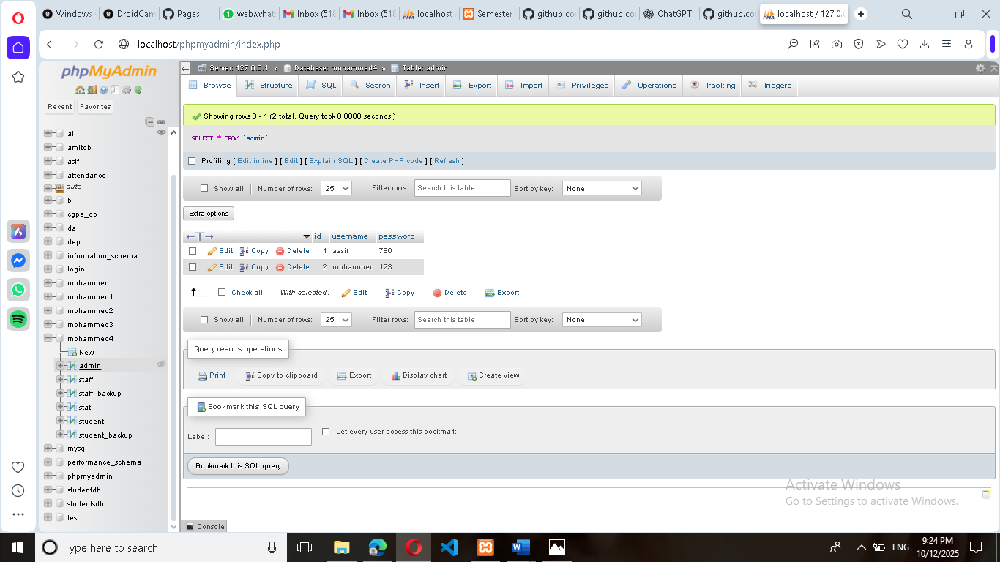 Windows
DroidCam
Pages
web.what
Inbox (518
Inbox (518
localhost
Semester
github.co
github.co
ChatGPT
github.co
localhost / 127.0.0
localhost/phpmyadmin/index.php
phpMyAdmin
Recent
Favorites
ai
amitdb
asif
attendance
auto
b
cgpa_db
da
dep
information_schema
login
mohammed
mohammed1
mohammed2
mohammed3
mohammed4
New
admin
staff
staff_backup
stat
student
student_backup
mysql
performance_schema
phpmyadmin
studentdb
studentsdb
test
Server: 127.0.0.1 » Database: mohammed4 » Table: admin
Browse Structure SQL Search Insert Export Import Privileges Operations Tracking Triggers
Showing rows 0 - 1 (2 total, Query took 0.0008 seconds.)
SELECT * FROM `admin`
Profiling [ Edit inline ] [ Edit ] [ Explain SQL ] [ Create PHP code ] [ Refresh ]
Show all Number of rows: 25 Filter rows: Search this table Sort by key: None
Extra options
id username password
Edit Copy Delete 1 aasif 786
Edit Copy Delete 2 mohammed 123
Check all With selected: Edit Copy Delete Export
Show all Number of rows: 25 Filter rows: Search this table Sort by key: None
Query results operations
Print Copy to clipboard Export Display chart Create view
Bookmark this SQL query
Label: Let every user access this bookmark
Bookmark this SQL query
Activate Windows
Go to Settings to activate Windows.
Console
Type here to search
ENG
9:24 PM
10/12/2025